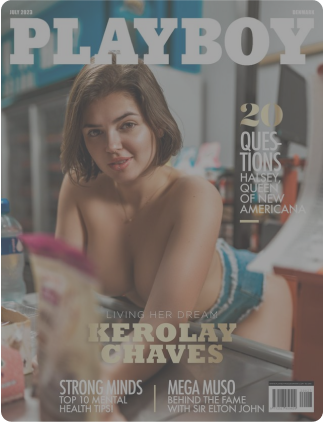 JULY 2023
PLAYBOY
20
QUES-
TIONS
HALSEY,
QUEEN
OF NEW
AMERICANA
LIVING HER DREAM
KEROLAY
CHAVES
STRONG MINDS
TOP 10 MENTAL
HEALTH TIPS!
MEGA MUSO
BEHIND THE FAME
WITH SIR ELTON JOHN